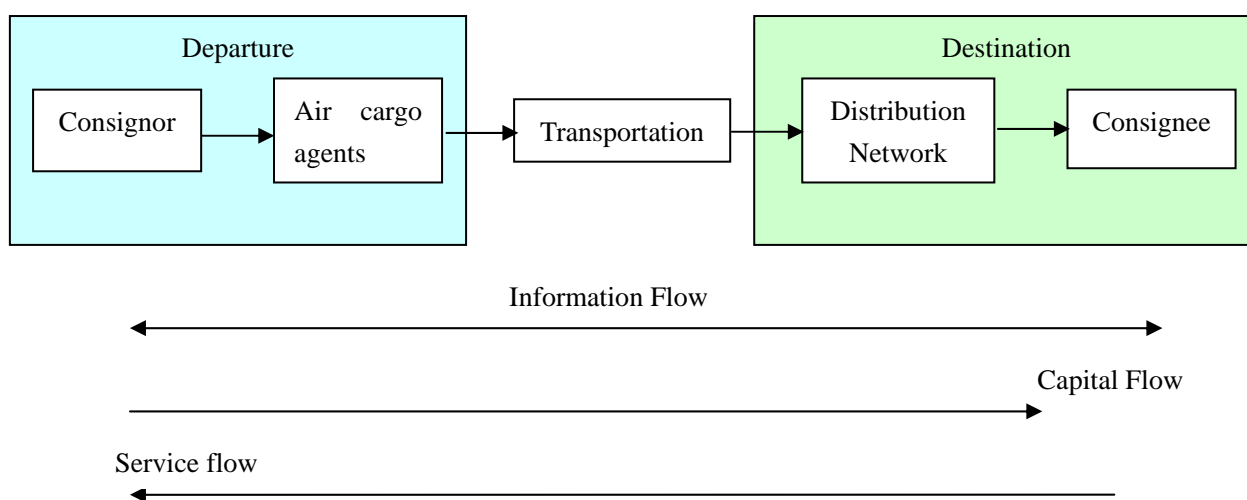 Departure
Destination
Consignor
Air cargo
agents
Transportation
Distribution
Network
Consignee
Information Flow
Capital Flow
Service flow